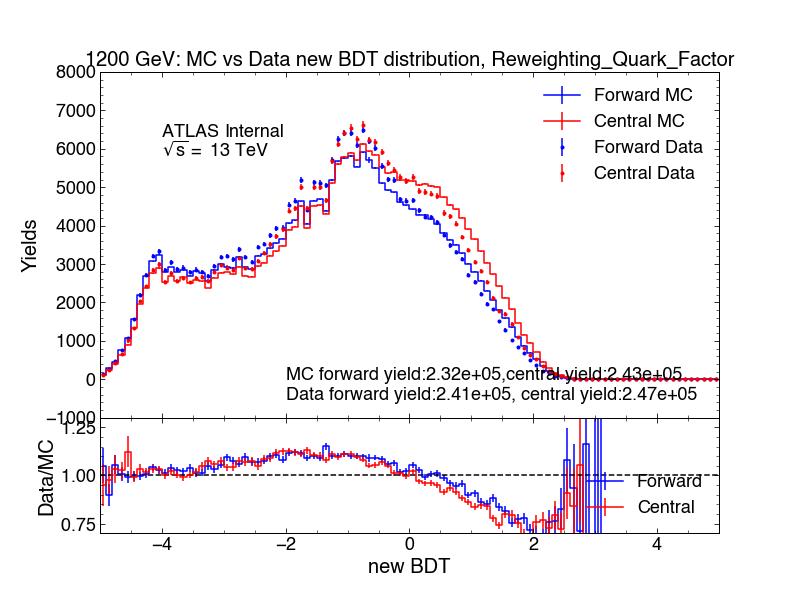 1200 GeV: MC vs Data new BDT distribution, Reweighting_Quark_Factor
8000
7000
6000
5000
4000
3000
2000
1000
0
−1000
Yields
ATLAS Internal
√s = 13 TeV
Forward MC
Central MC
Forward Data
Central Data
MC forward yield:2.32e+05,central yield:2.43e+05
Data forward yield:2.41e+05, central yield:2.47e+05
1.25
1.00
0.75
Data/MC
Forward
Central
−4 −2 0 2 4
new BDT